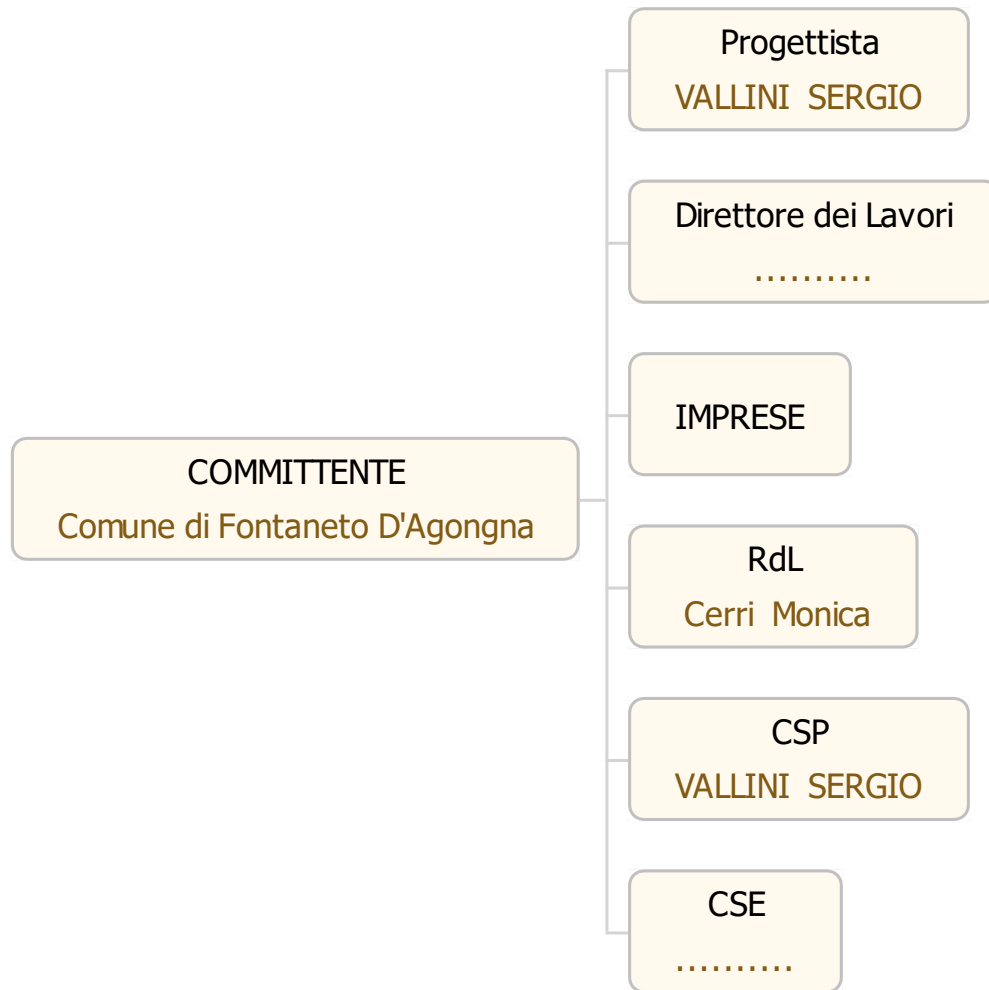 Progettista
VALLINI SERGIO
Direttore dei Lavori
..........
IMPRESE
COMMITTENTE
Comune di Fontaneto D'Agongna
RdL
Cerri Monica
CSP
VALLINI SERGIO
CSE
..........